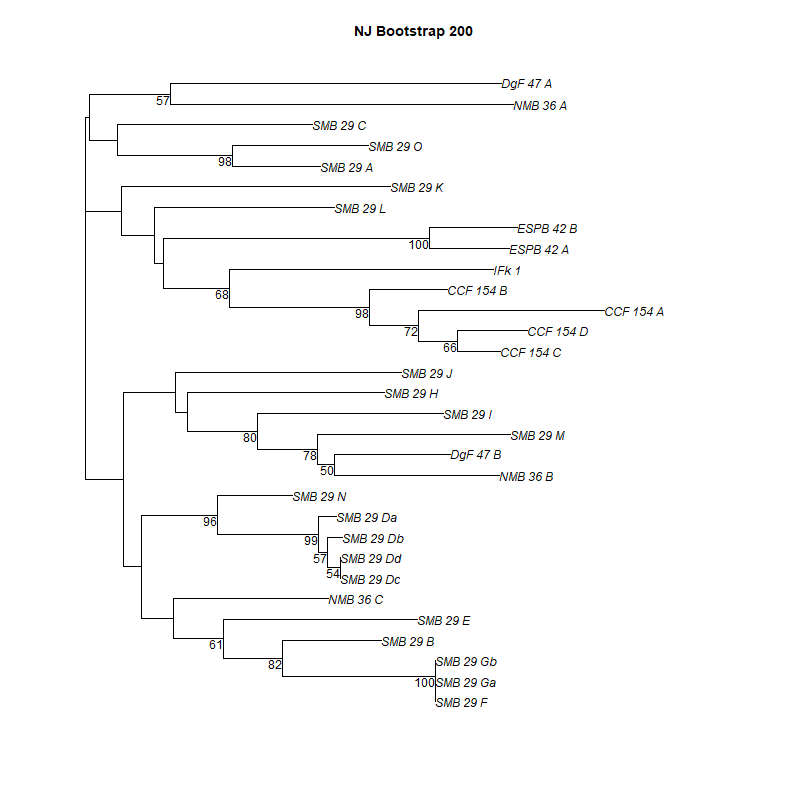 NJ Bootstrap 200
DgF 47 A
57
NMB 36 A
SMB 29 C
SMB 29 O
98
SMB 29 A
SMB 29 K
SMB 29 L
ESPB 42 B
100
ESPB 42 A
IFk 1
68
CCF 154 B
98
CCF 154 A
72
CCF 154 D
66
CCF 154 C
SMB 29 J
SMB 29 H
SMB 29 I
80
SMB 29 M
78
DgF 47 B
50
NMB 36 B
SMB 29 N
96
SMB 29 Da
99
SMB 29 Db
57
SMB 29 Dd
54
SMB 29 Dc
NMB 36 C
SMB 29 E
61
SMB 29 B
82
SMB 29 Gb
100
SMB 29 Ga
SMB 29 F